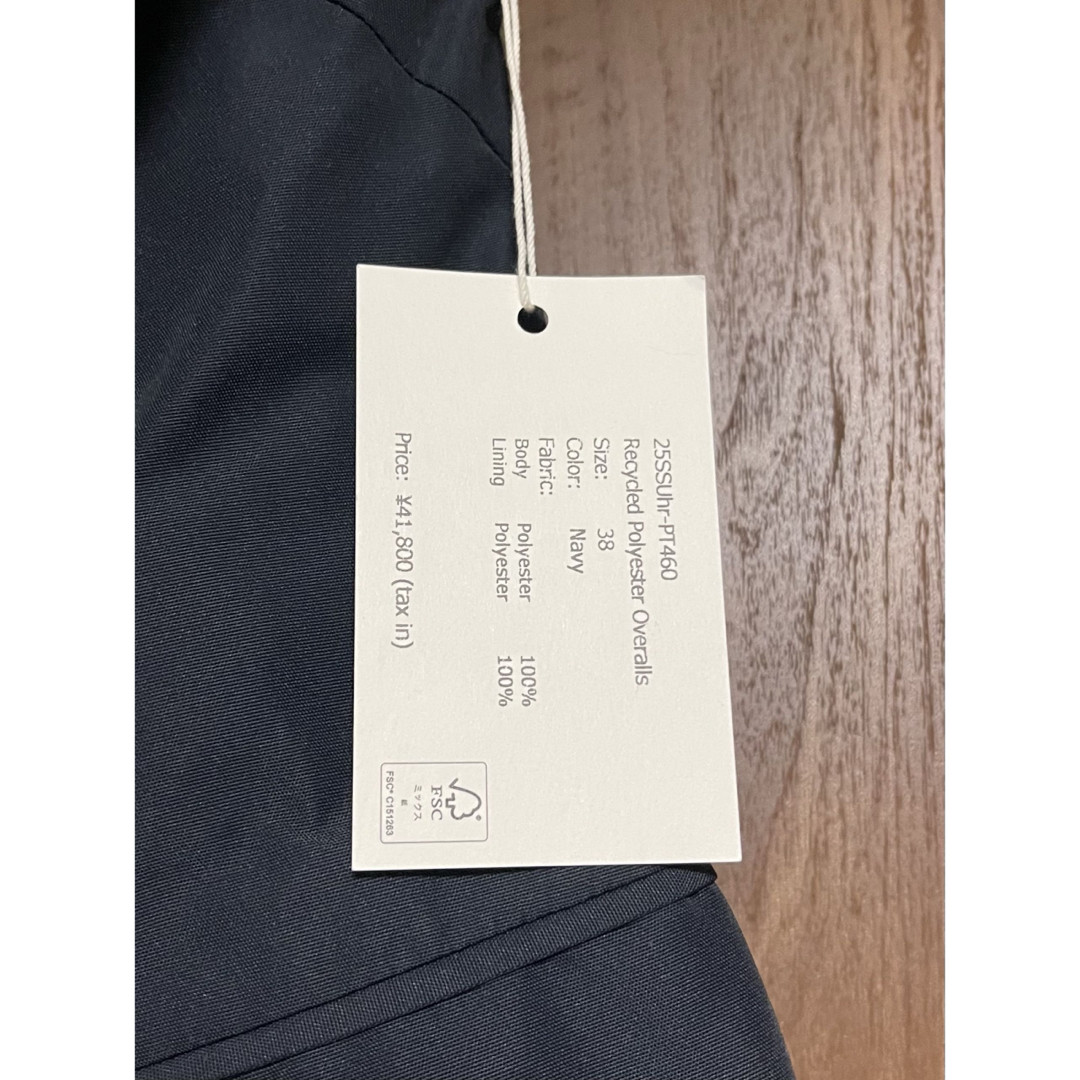 25SSUhr-PT460
Recycled Polyester Overalls
Size: 38
Color: Navy
Fabric:
Body Polyester 100%
Lining Polyester 100%
Price: ¥41,800 (tax in)
FSC
ミックス
紙
FSC® C151263